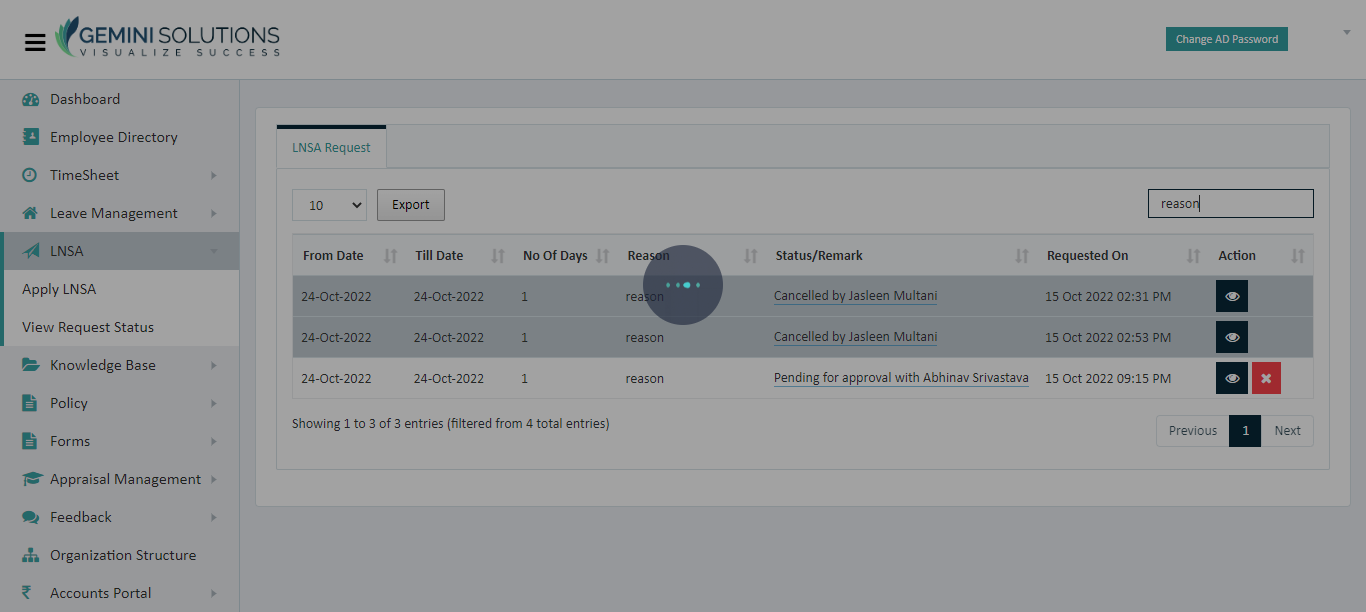 GEMINI SOLUTIONS
VISUALIZE SUCCESS
Change AD Password
Dashboard
Employee Directory
TimeSheet
Leave Management
LNSA
Apply LNSA
View Request Status
Knowledge Base
Policy
Forms
Appraisal Management
Feedback
Organization Structure
Accounts Portal
LNSA Request
10 Export reason
From Date Till Date No Of Days Reason Status/Remark Requested On Action
24-Oct-2022 24-Oct-2022 1 reason Cancelled by Jasleen Multani 15 Oct 2022 02:31 PM
24-Oct-2022 24-Oct-2022 1 reason Cancelled by Jasleen Multani 15 Oct 2022 02:53 PM
24-Oct-2022 24-Oct-2022 1 reason Pending for approval with Abhinav Srivastava 15 Oct 2022 09:15 PM
Showing 1 to 3 of 3 entries (filtered from 4 total entries)
Previous 1 Next